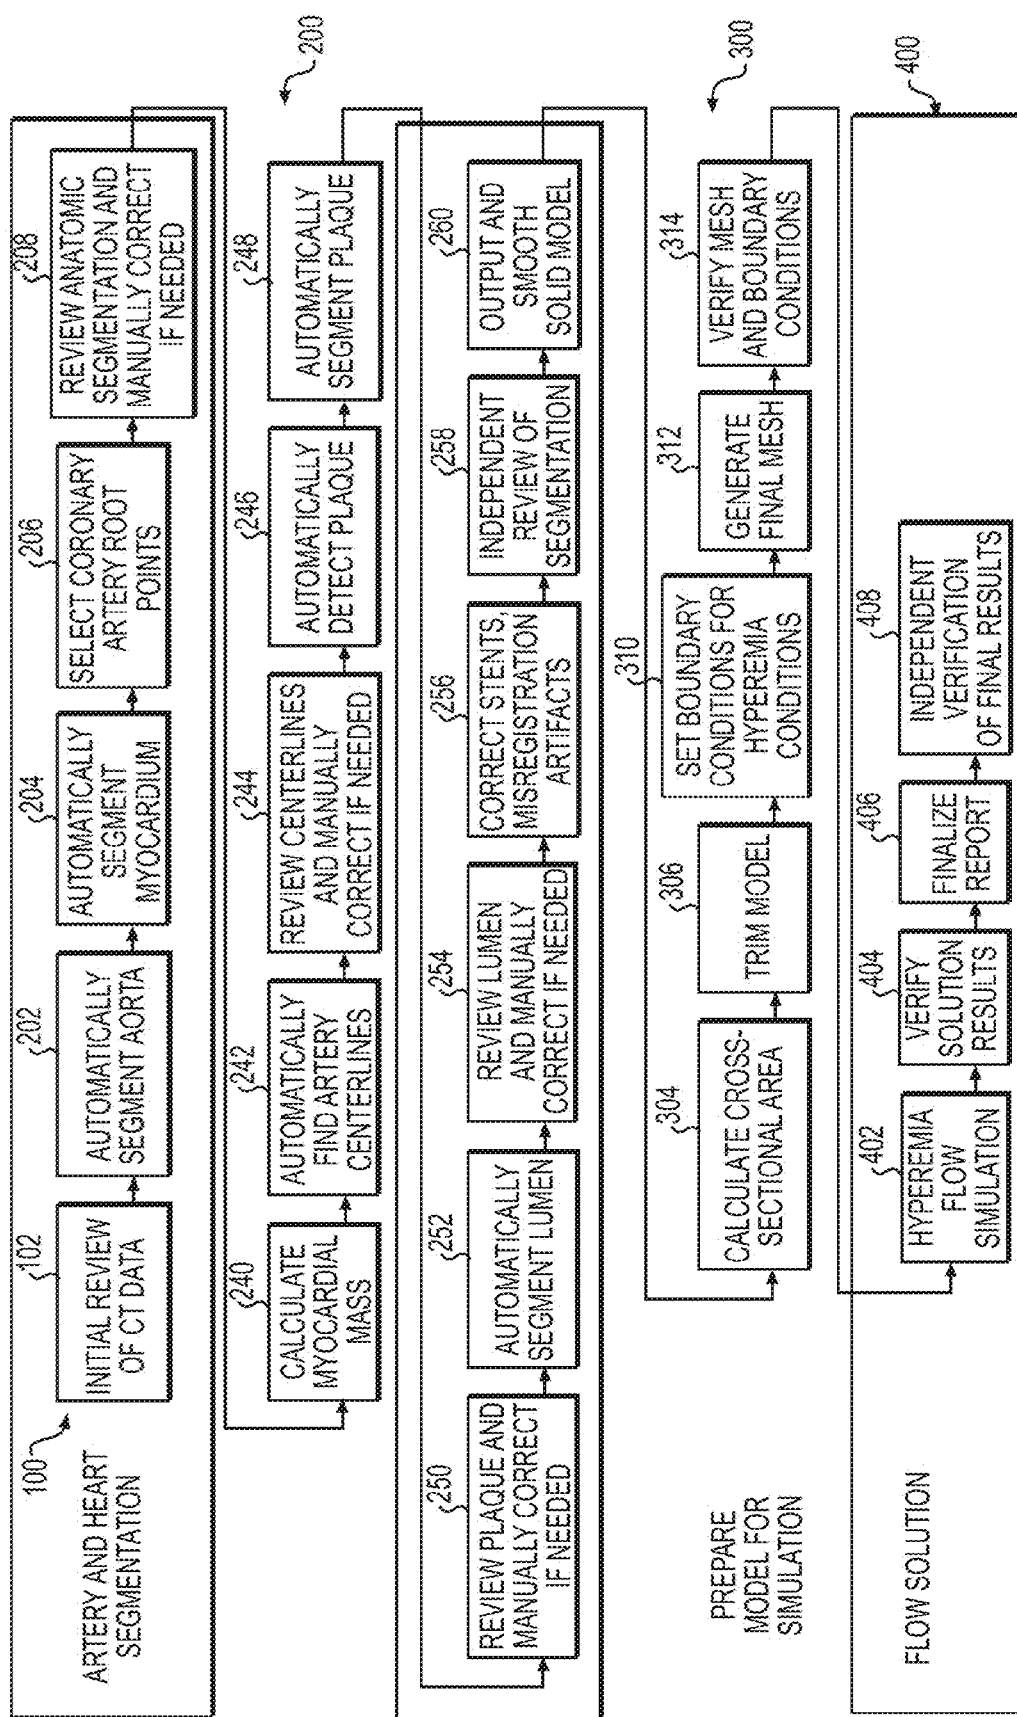 ARTERY AND HEART
SEGMENTATION
100
102
INITIAL REVIEW
OF CT DATA
202
AUTOMATICALLY
SEGMENT AORTA
204
AUTOMATICALLY
SEGMENT
MYOCARDIUM
206
SELECT CORONARY
ARTERY ROOT
POINTS
208
REVIEW ANATOMIC
SEGMENTATION AND
MANUALLY CORRECT
IF NEEDED
200
240
CALCULATE
MYOCARDIAL
MASS
242
AUTOMATICALLY
FIND ARTERY
CENTERLINES
244
REVIEW CENTERLINES
AND MANUALLY
CORRECT IF NEEDED
246
AUTOMATICALLY
DETECT PLAQUE
248
AUTOMATICALLY
SEGMENT PLAQUE
250
REVIEW PLAQUE AND
MANUALLY CORRECT
IF NEEDED
252
AUTOMATICALLY
SEGMENT LUMEN
254
REVIEW LUMEN
AND MANUALLY
CORRECT IF NEEDED
256
CORRECT STENTS,
MISREGISTRATION
ARTIFACTS
258
INDEPENDENT
REVIEW OF
SEGMENTATION
260
OUTPUT AND
SMOOTH
SOLID MODEL
PREPARE
MODEL FOR
SIMULATION
300
304
CALCULATE CROSS-
SECTIONAL AREA
306
TRIM MODEL
310
SET BOUNDARY
CONDITIONS FOR
HYPEREMIA
CONDITIONS
312
GENERATE
FINAL MESH
314
VERIFY MESH
AND BOUNDARY
CONDITIONS
FLOW SOLUTION
400
402
HYPEREMIA
FLOW
SIMULATION
404
VERIFY
SOLUTION
RESULTS
406
FINALIZE
REPORT
408
INDEPENDENT
VERIFICATION
OF FINAL RESULTS